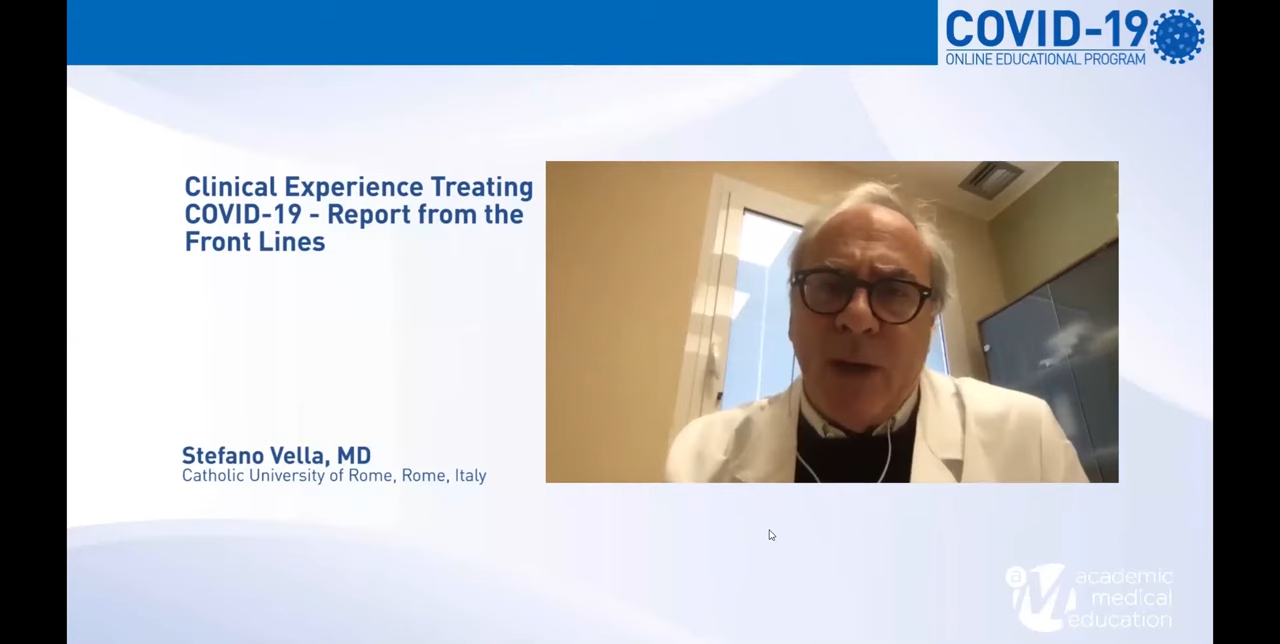 COVID-19
ONLINE EDUCATIONAL PROGRAM
Clinical Experience Treating
COVID-19 - Report from the
Front Lines
Stefano Vella, MD
Catholic University of Rome, Rome, Italy
a M academic
medical
education